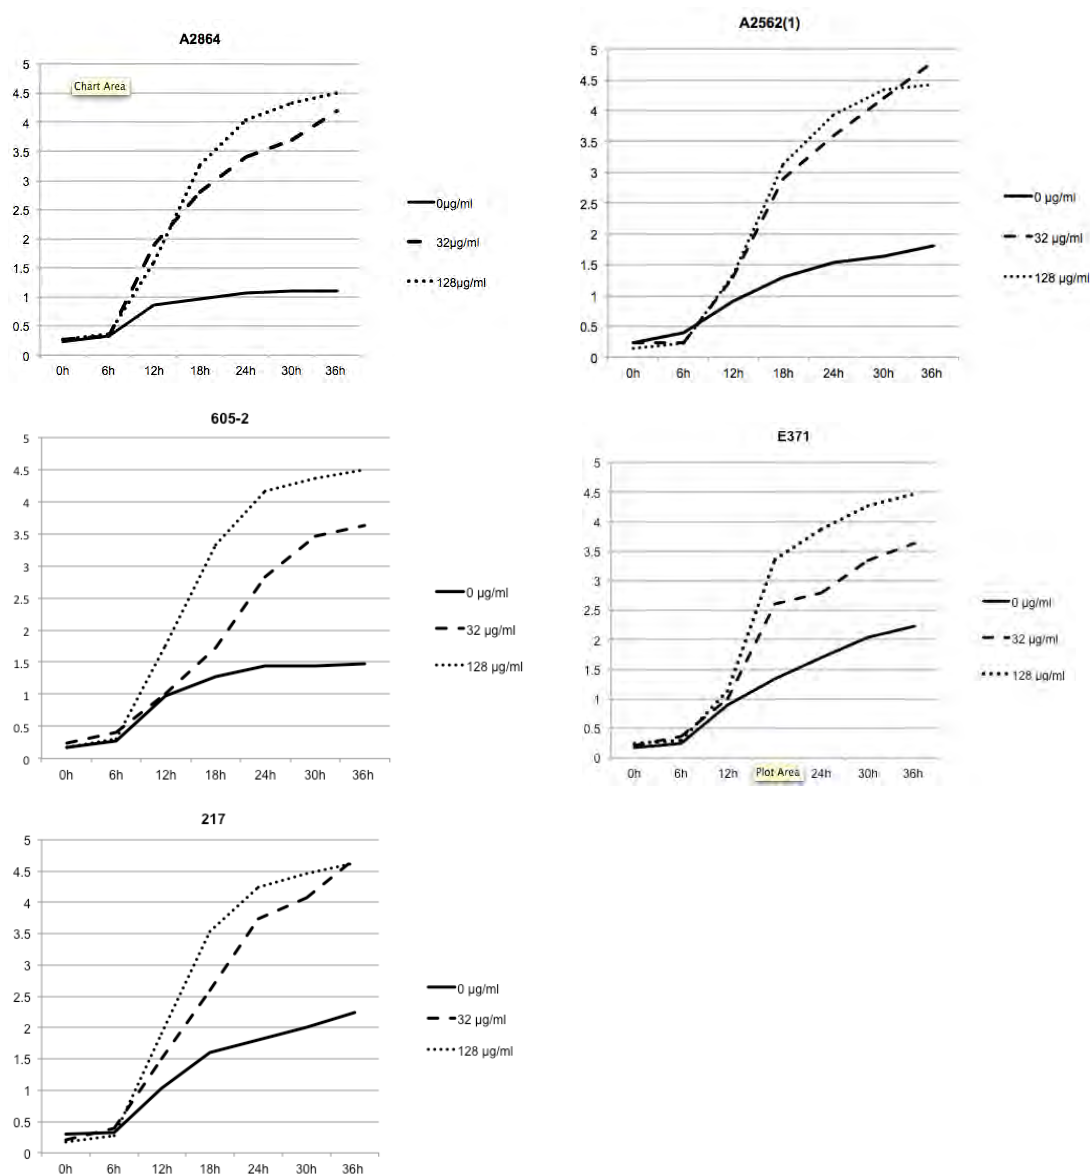 A2864
5
4.5
4
3.5
3
2.5
2
1.5
1
0.5
0
Chart Area
0h 6h 12h 18h 24h 30h 36h
0µg/ml
32µg/ml
128µg/ml
A2562(1)
5
4.5
4
3.5
3
2.5
2
1.5
1
0.5
0
0h 6h 12h 18h 24h 30h 36h
0 µg/ml
32 µg/ml
128 µg/ml
605-2
5
4.5
4
3.5
3
2.5
2
1.5
1
0.5
0
0h 6h 12h 18h 24h 30h 36h
0 µg/ml
32 µg/ml
128 µg/ml
E371
5
4.5
4
3.5
3
2.5
2
1.5
1
0.5
0
0h 6h 12h Plot Area 24h 30h 36h
0 µg/ml
32 µg/ml
128 µg/ml
217
5
4.5
4
3.5
3
2.5
2
1.5
1
0.5
0
0h 6h 12h 18h 24h 30h 36h
0 µg/ml
32 µg/ml
128 µg/ml